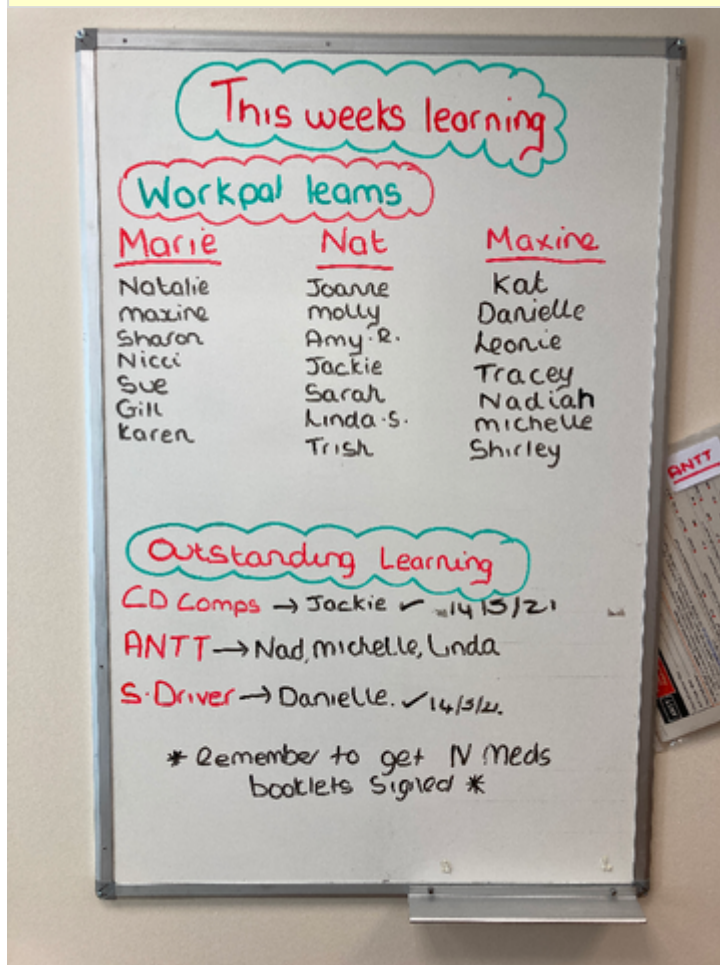 This weeks learning
Workpal teams
Marie Nat Maxine
Natalie Joanne Kat
maxine molly Danielle
Sharon Amy.R. Leonie
Nicci Jackie Tracey
Sue Sarah Nadiah
Gill Linda.S. michelle
Karen Trish Shirley
Outstanding Learning
CD Comps → Jackie ✓ 14/5/21
ANTT → Nad, michelle, Linda
S.Driver → Danielle. ✓ 14/5/21.
* Remember to get IV Meds
booklets Signed *
ANTT